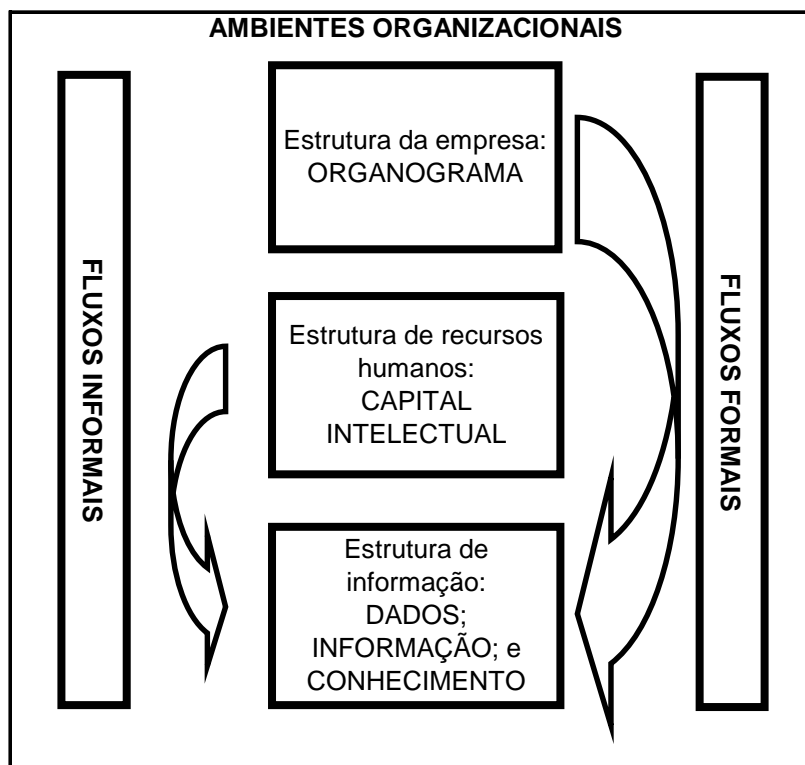 AMBIENTES ORGANIZACIONAIS
FLUXOS INFORMAIS
Estrutura da empresa:
ORGANOGRAMA
Estrutura de recursos
humanos:
CAPITAL
INTELECTUAL
Estrutura de
informação:
DADOS;
INFORMAÇÃO; e
CONHECIMENTO
FLUXOS FORMAIS